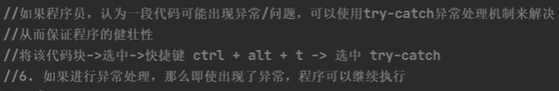 //如果程序员,认为一段代码可能出现异常/问题,可以使用try-catch异常处理机制来解决
//从而保证程序的健壮性
//将该代码块->选中->快捷键 ctrl + alt + t -> 选中 try-catch
//6. 如果进行异常处理,那么即使出现了异常,程序可以继续执行